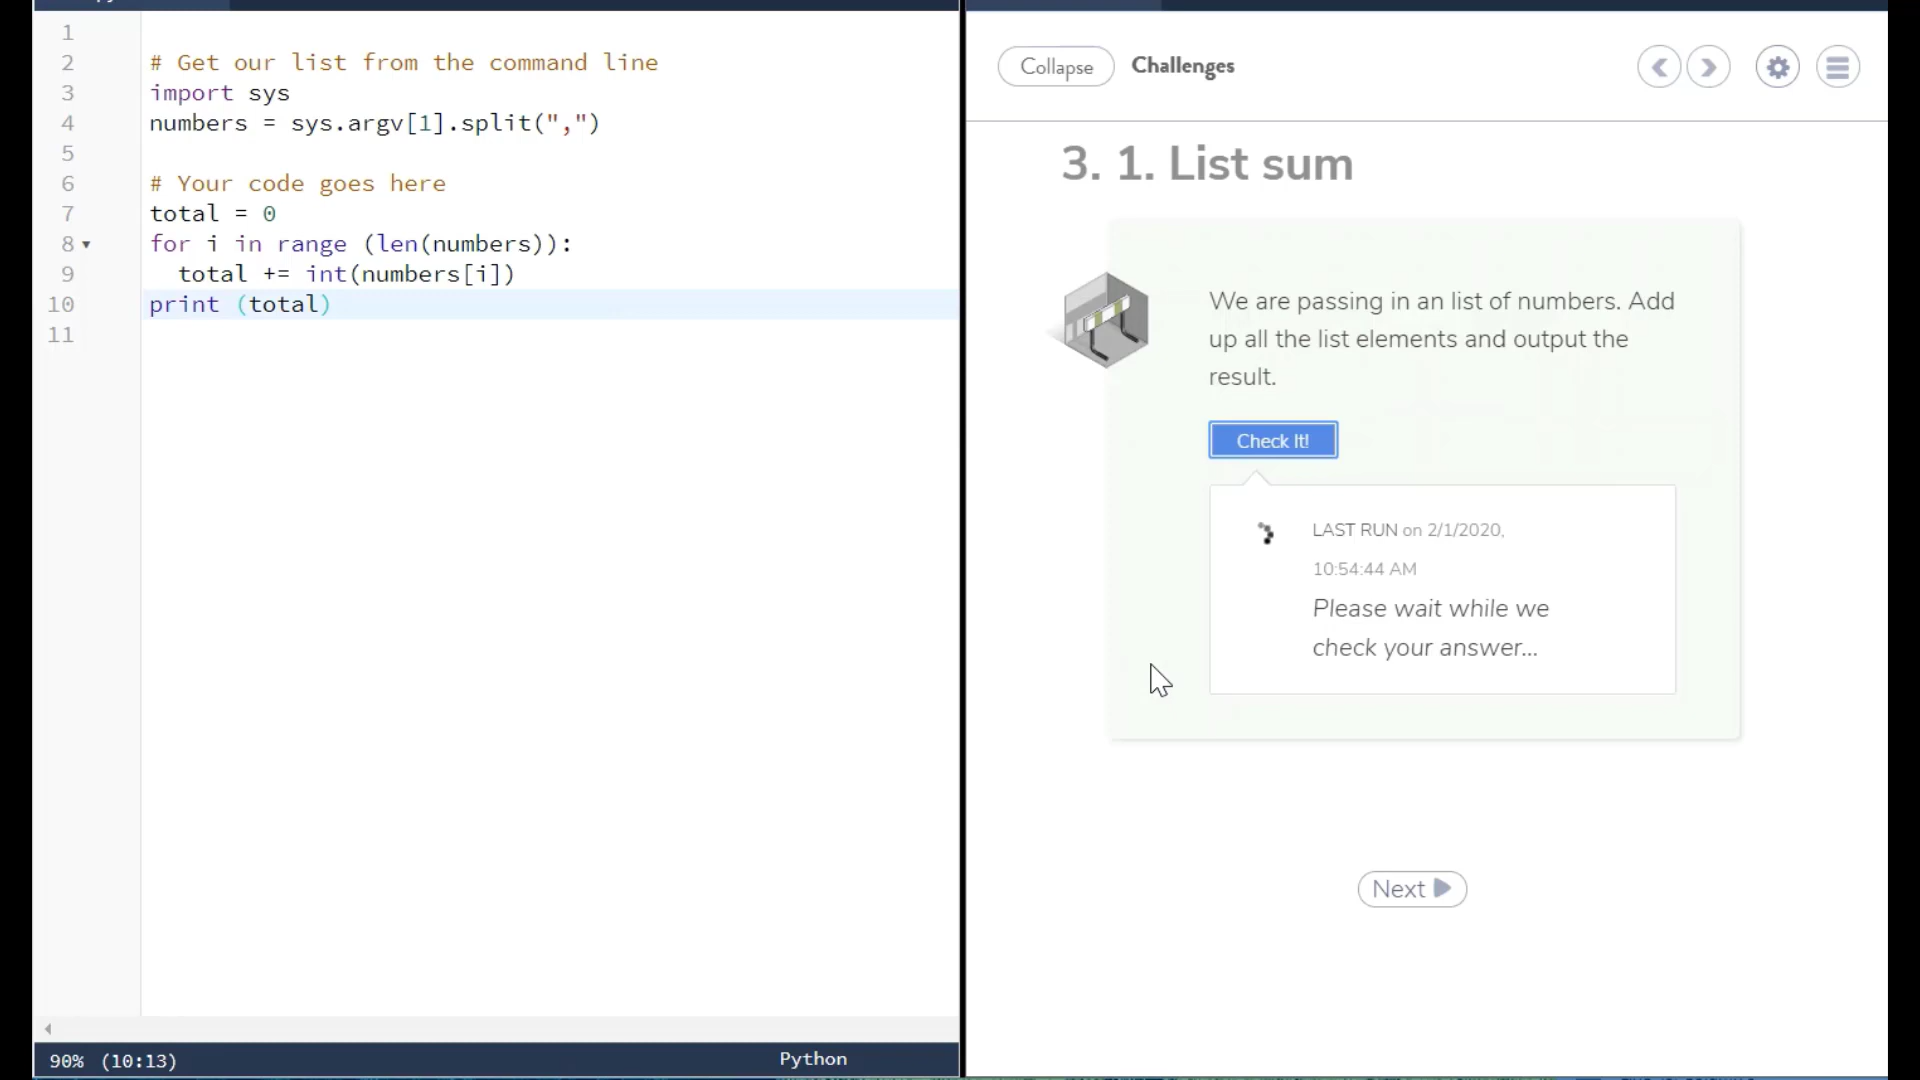 1
2 # Get our list from the command line
3 import sys
4 numbers = sys.argv[1].split(",")
5
6 # Your code goes here
7 total = 0
8 for i in range (len(numbers)):
9   total += int(numbers[i])
10 print (total)
11
90% (10:13)
Python
Collapse
Challenges
3. 1. List sum
We are passing in an list of numbers. Add
up all the list elements and output the
result.
Check It!
LAST RUN on 2/1/2020,
10:54:44 AM
Please wait while we
check your answer...
Next